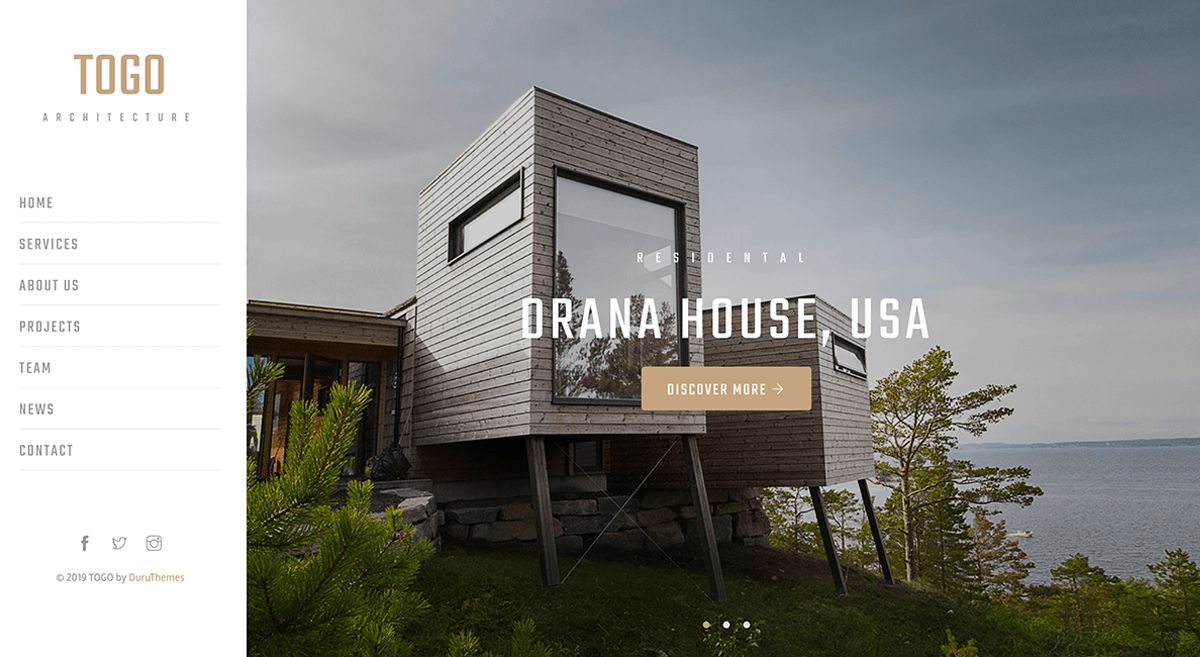 TOGO
ARCHITECTURE
HOME
SERVICES
ABOUT US
PROJECTS
TEAM
NEWS
CONTACT
© 2019 TOGO by DuruThemes
RESIDENTAL
ORANA HOUSE, USA
DISCOVER MORE →